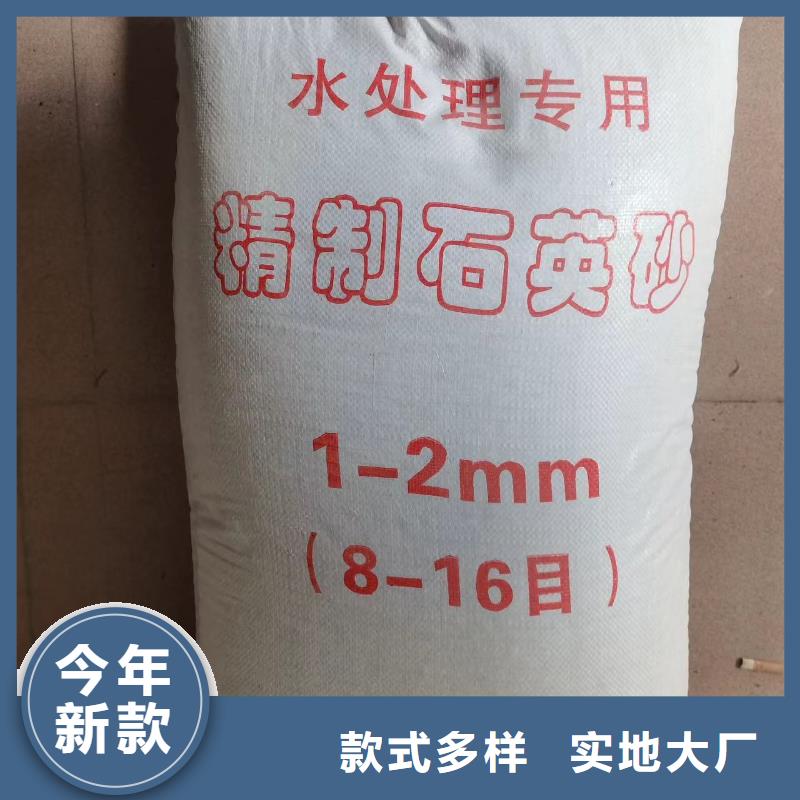 水处理专用
精制石英砂
1-2mm
(8-16目)
今年
新款
款式多样 实地大厂